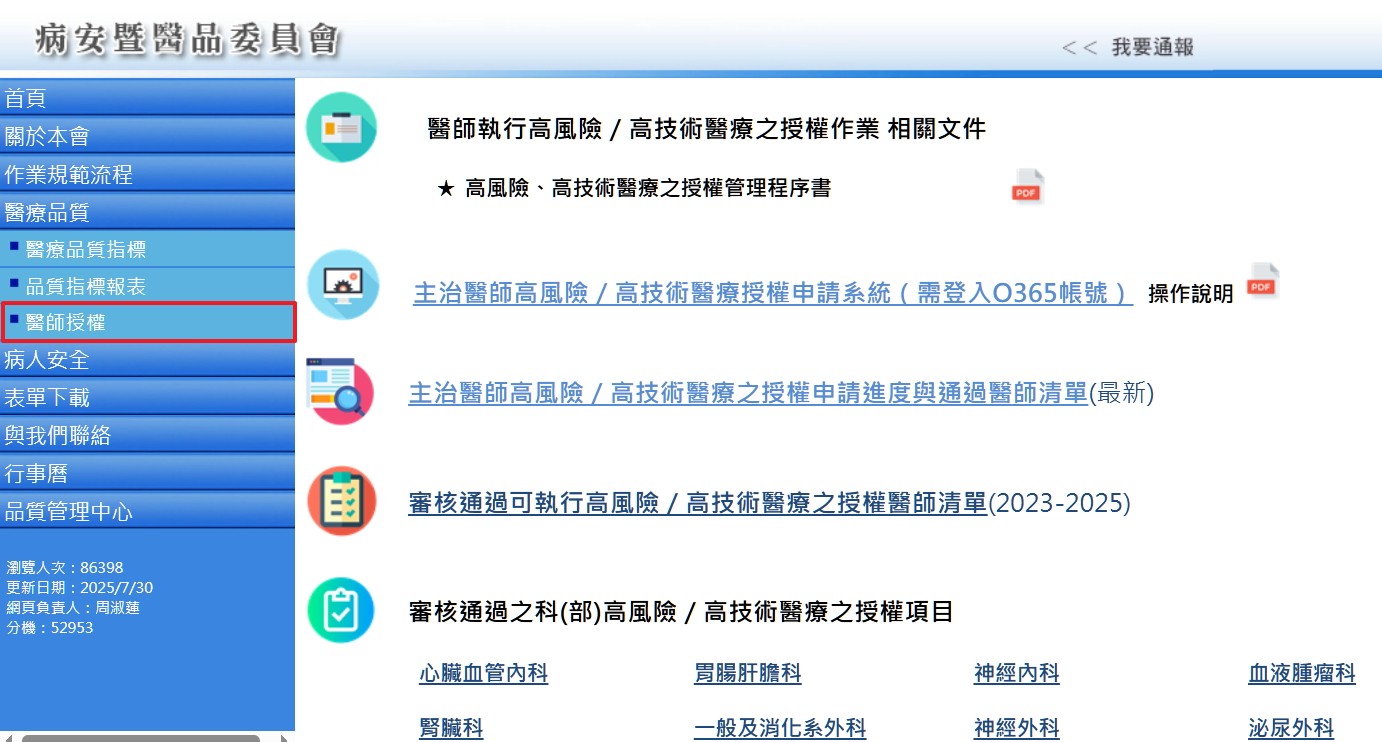 病安暨醫品委員會
<< 我要通報
首頁
關於本會
作業規範流程
醫療品質
醫療品質指標
品質指標報表
醫師授權
病人安全
表單下載
與我們聯絡
行事曆
品質管理中心
瀏覽人次：86398
更新日期：2025/7/30
網頁負責人：周淑蓮
分機：52953
醫師執行高風險 / 高技術醫療之授權作業 相關文件
★ 高風險、高技術醫療之授權管理程序書
PDF
主治醫師高風險 / 高技術醫療授權申請系統（需登入O365帳號） 操作說明
PDF
主治醫師高風險 / 高技術醫療之授權申請進度與通過醫師清單(最新)
審核通過可執行高風險 / 高技術醫療之授權醫師清單(2023-2025)
審核通過之科(部)高風險 / 高技術醫療之授權項目
心臟血管內科 胃腸肝膽科 神經內科 血液腫瘤科
腎臟科 一般及消化系外科 神經外科 泌尿外科